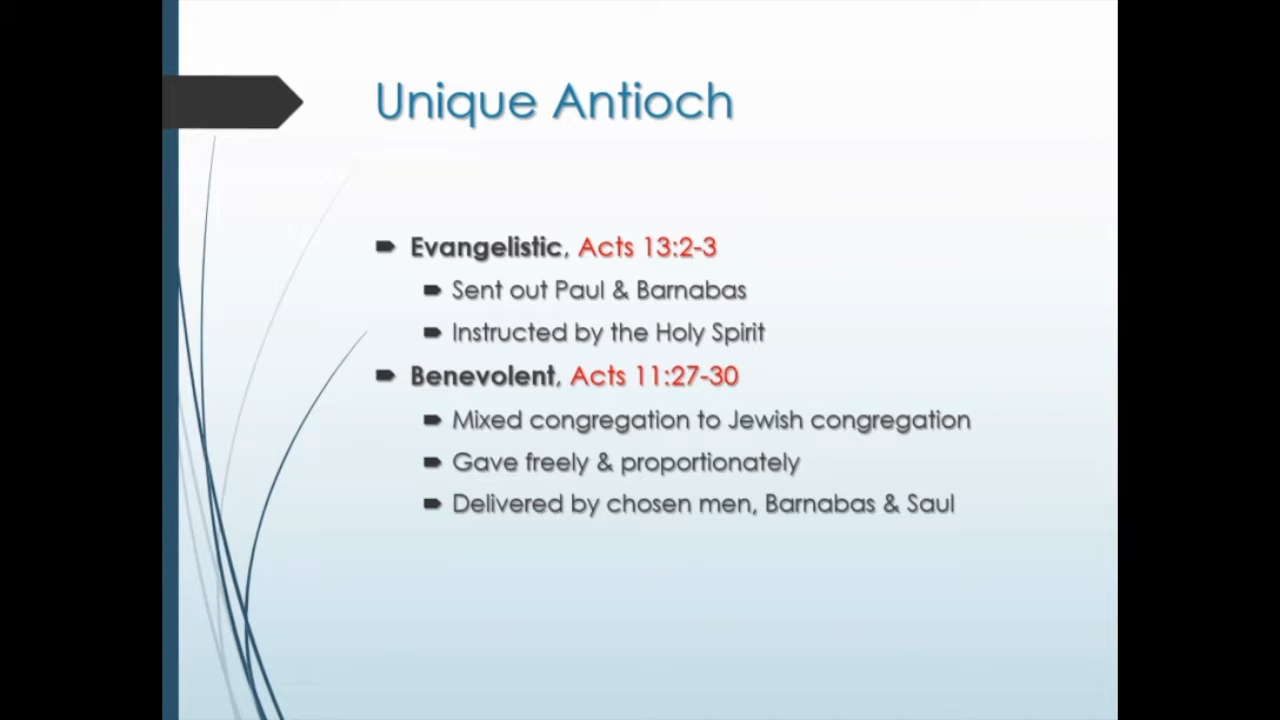 Unique Antioch
Evangelistic, Acts 13:2-3
Sent out Paul & Barnabas
Instructed by the Holy Spirit
Benevolent, Acts 11:27-30
Mixed congregation to Jewish congregation
Gave freely & proportionately
Delivered by chosen men, Barnabas & Saul